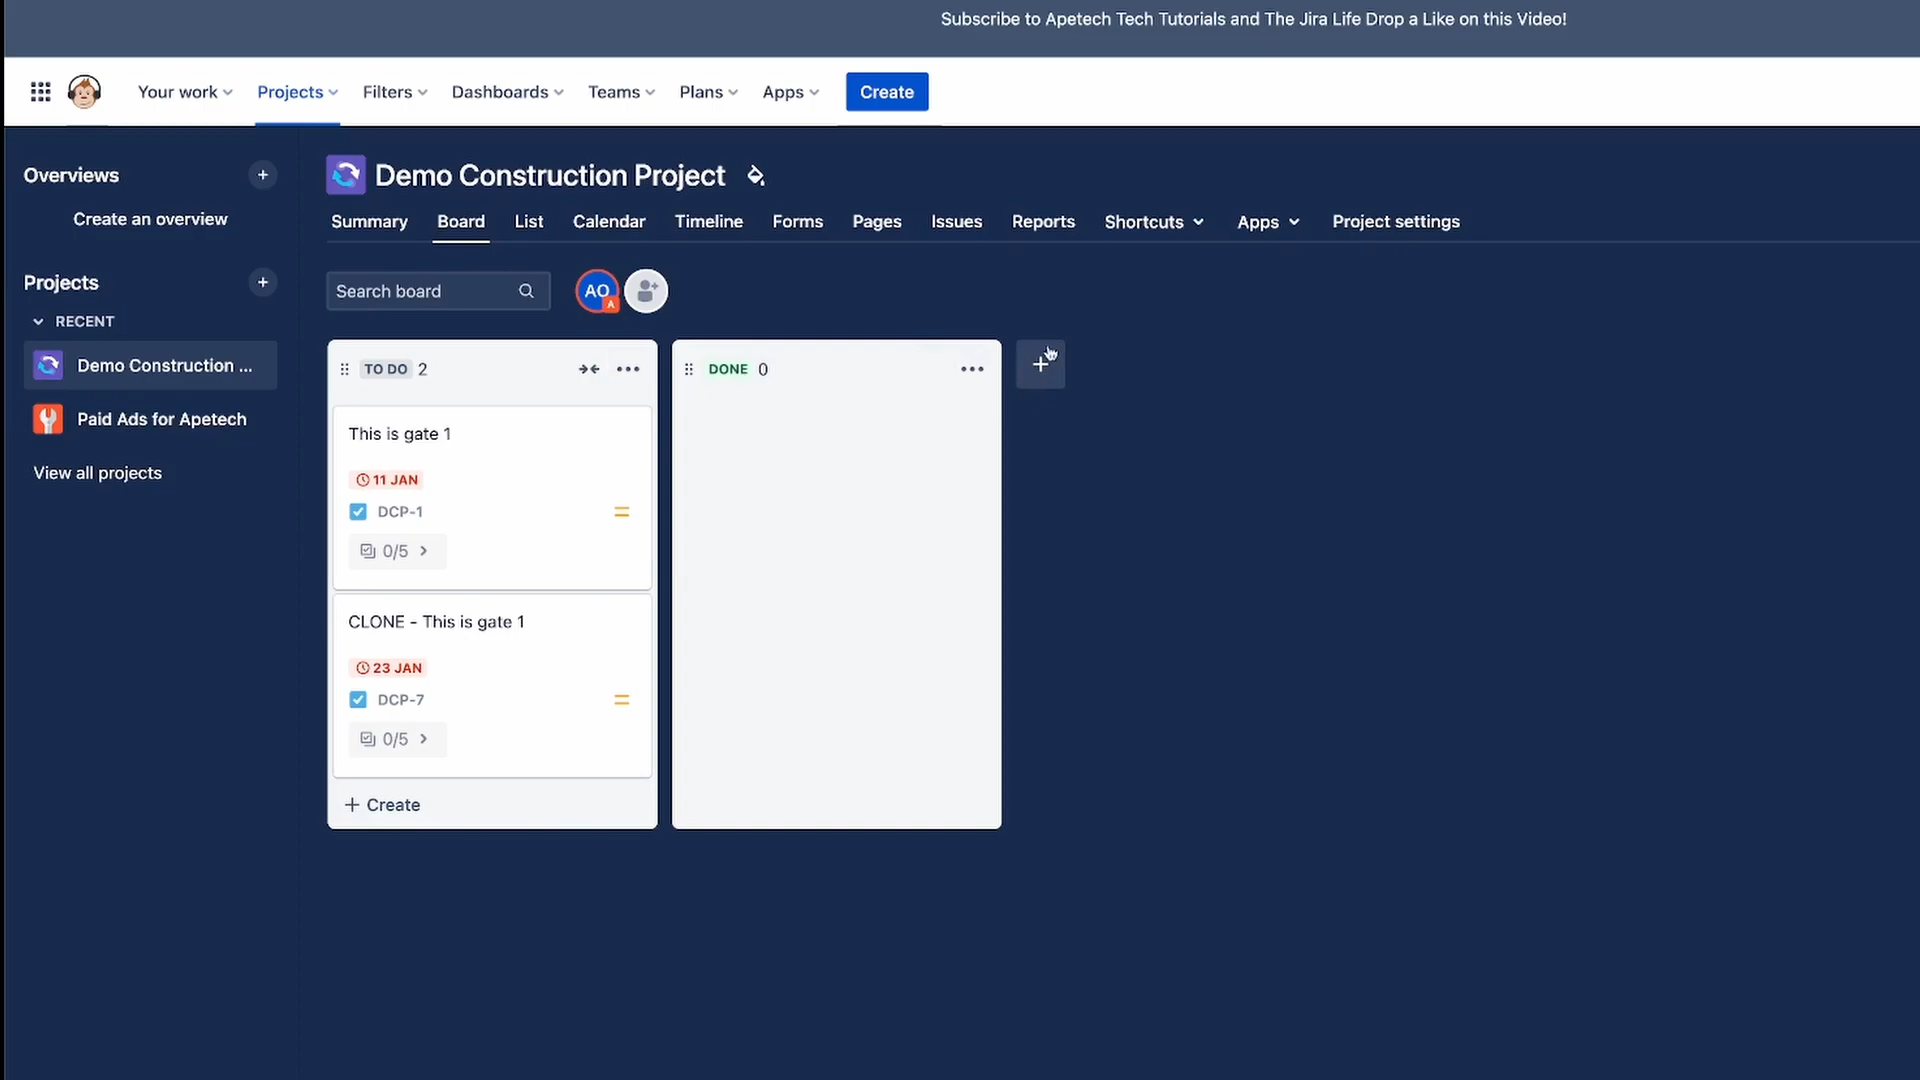 Subscribe to Apetech Tech Tutorials and The Jira Life Drop a Like on this Video!
Your work Projects Filters Dashboards Teams Plans Apps Create
Overviews
Create an overview
Projects
RECENT
Demo Construction ...
Paid Ads for Apetech
View all projects
Demo Construction Project
Summary Board List Calendar Timeline Forms Pages Issues Reports Shortcuts Apps Project settings
Search board
AO
A
TO DO 2
This is gate 1
11 JAN
DCP-1
0/5
CLONE - This is gate 1
23 JAN
DCP-7
0/5
+ Create
DONE 0